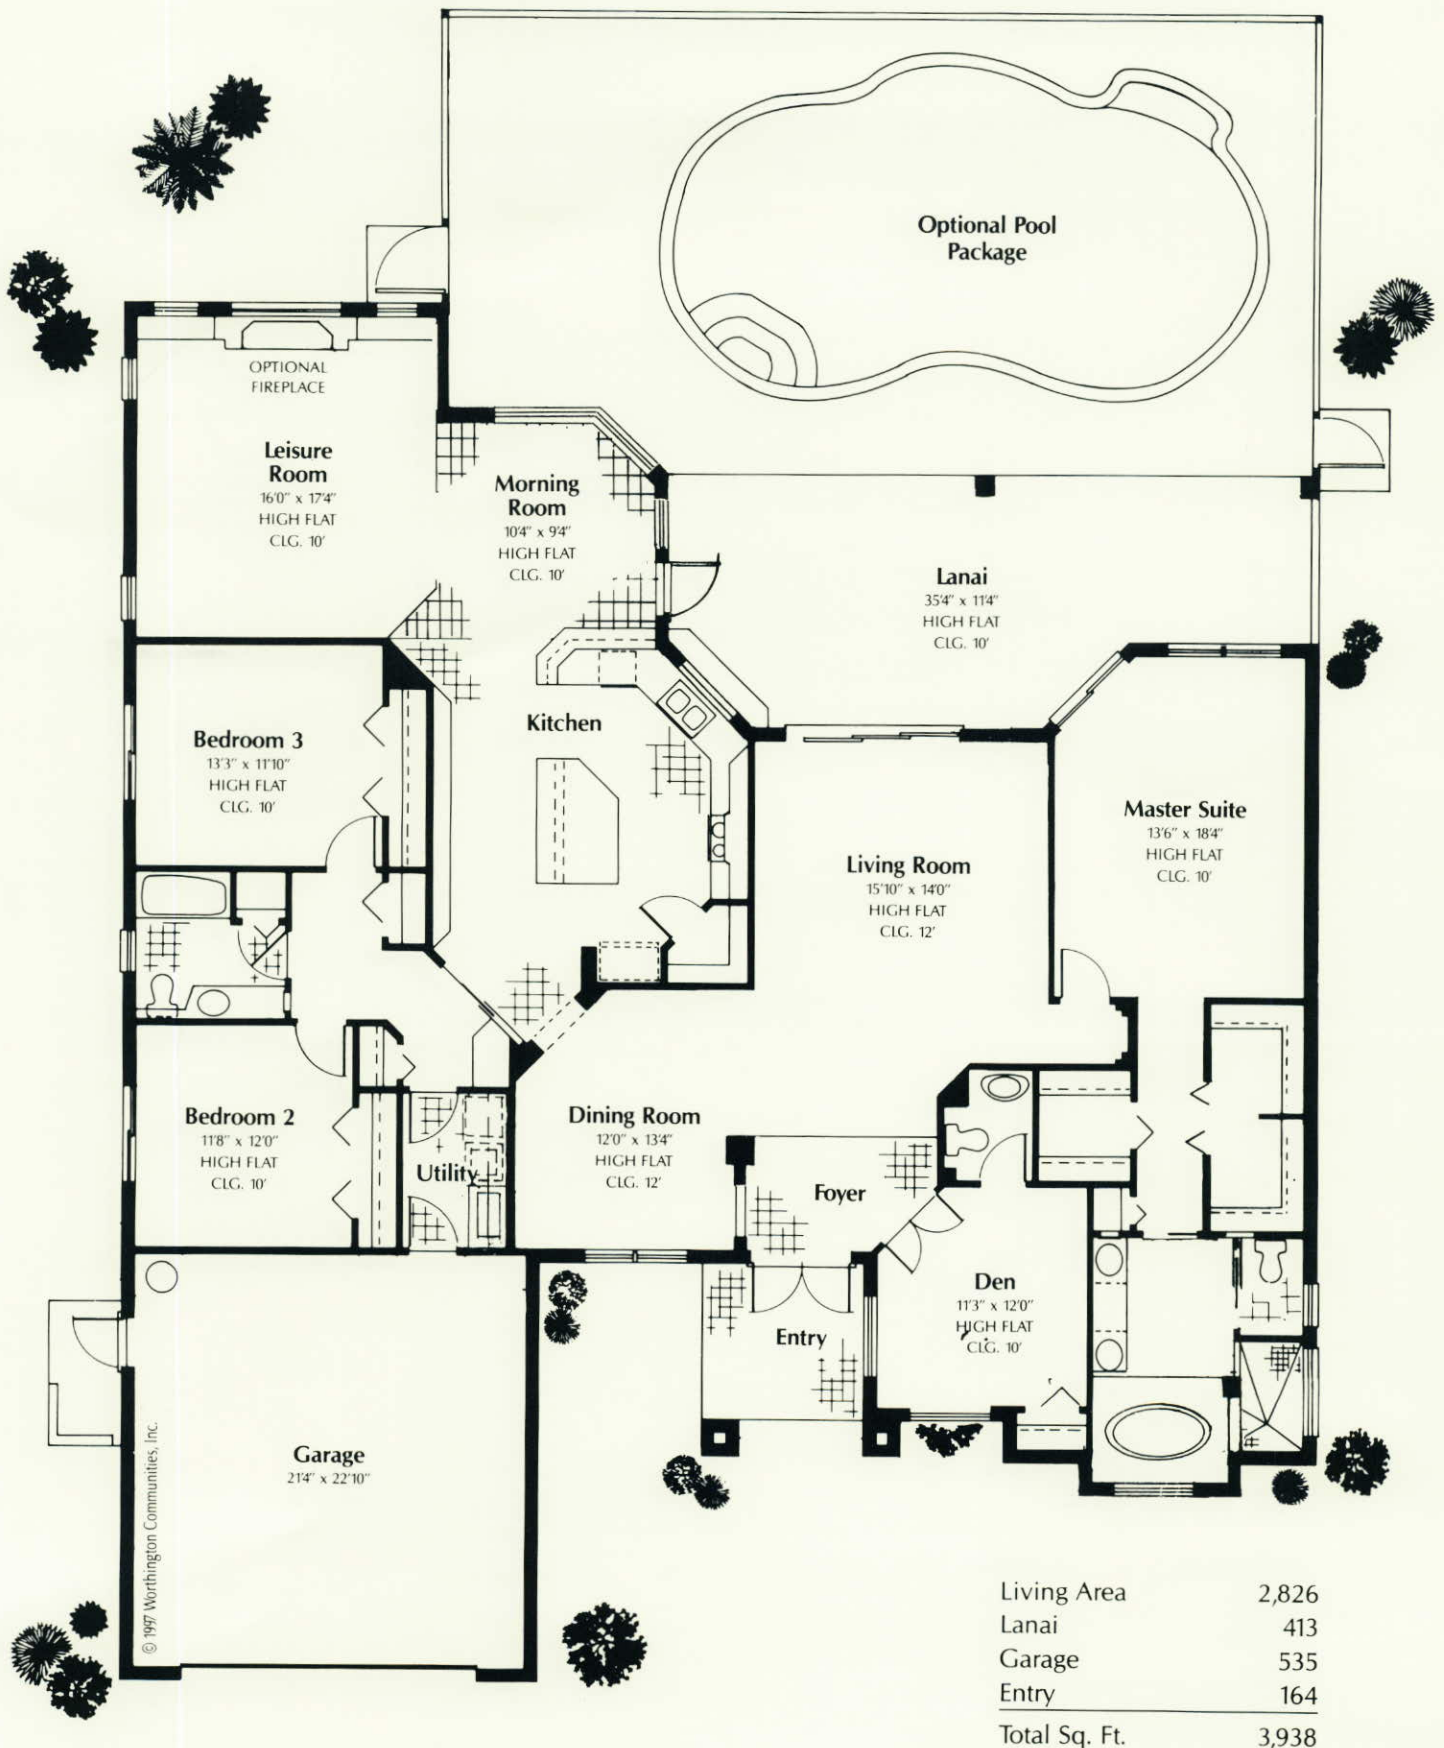 Optional Pool
Package
OPTIONAL
FIREPLACE
Leisure
Room
16'0" x 17'4"
HIGH FLAT
CLG. 10'
Morning
Room
10'4" x 9'4"
HIGH FLAT
CLG. 10'
Lanai
35'4" x 11'4"
HIGH FLAT
CLG. 10'
Bedroom 3
13'3" x 11'10"
HIGH FLAT
CLG. 10'
Kitchen
Master Suite
13'6" x 18'4"
HIGH FLAT
CLG. 10'
Living Room
15'10" x 14'0"
HIGH FLAT
CLG. 12'
Bedroom 2
11'8" x 12'0"
HIGH FLAT
CLG. 10'
Utility
Dining Room
12'0" x 13'4"
HIGH FLAT
CLG. 12'
Foyer
Den
11'3" x 12'0"
HIGH FLAT
CLG. 10'
Entry
Garage
21'4" x 22'10"
© 1997 Worthington Communities, Inc.
Living Area 2,826
Lanai 413
Garage 535
Entry 164
Total Sq. Ft. 3,938